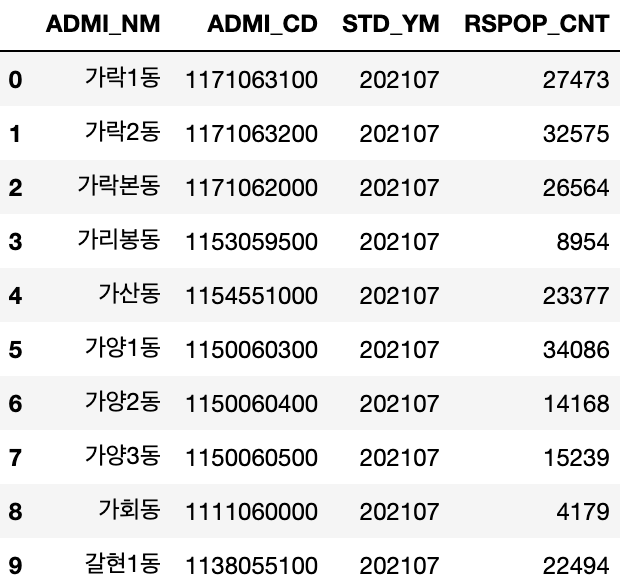 ADMI_NM ADMI_CD STD_YM RSPOP_CNT
0 가락1동 1171063100 202107 27473
1 가락2동 1171063200 202107 32575
2 가락본동 1171062000 202107 26564
3 가리봉동 1153059500 202107 8954
4 가산동 1154551000 202107 23377
5 가양1동 1150060300 202107 34086
6 가양2동 1150060400 202107 14168
7 가양3동 1150060500 202107 15239
8 가회동 1111060000 202107 4179
9 갈현1동 1138055100 202107 22494